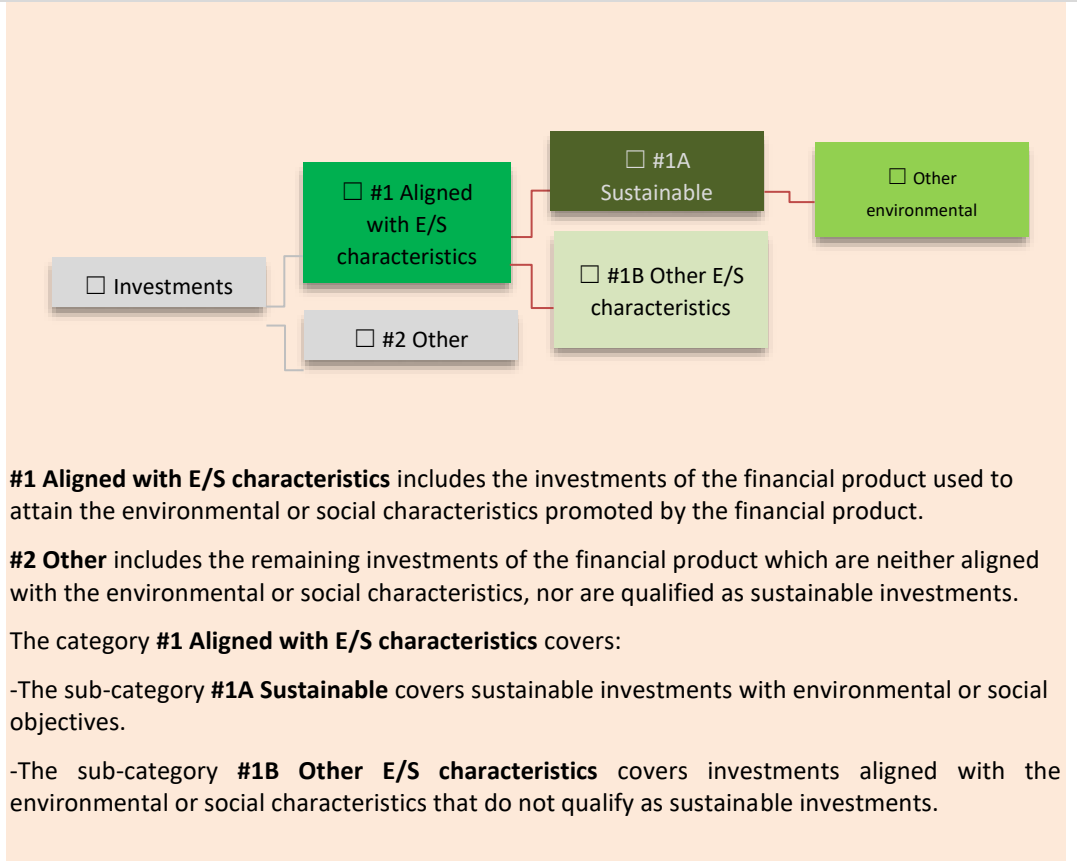 ☐ Investments
☐ #1 Aligned
with E/S
characteristics
☐ #2 Other
☐ #1A
Sustainable
☐ #1B Other E/S
characteristics
☐ Other
environmental
#1 Aligned with E/S characteristics includes the investments of the financial product used to
attain the environmental or social characteristics promoted by the financial product.
#2 Other includes the remaining investments of the financial product which are neither aligned
with the environmental or social characteristics, nor are qualified as sustainable investments.
The category #1 Aligned with E/S characteristics covers:
-The sub-category #1A Sustainable covers sustainable investments with environmental or social
objectives.
-The sub-category #1B Other E/S characteristics covers investments aligned with the
environmental or social characteristics that do not qualify as sustainable investments.